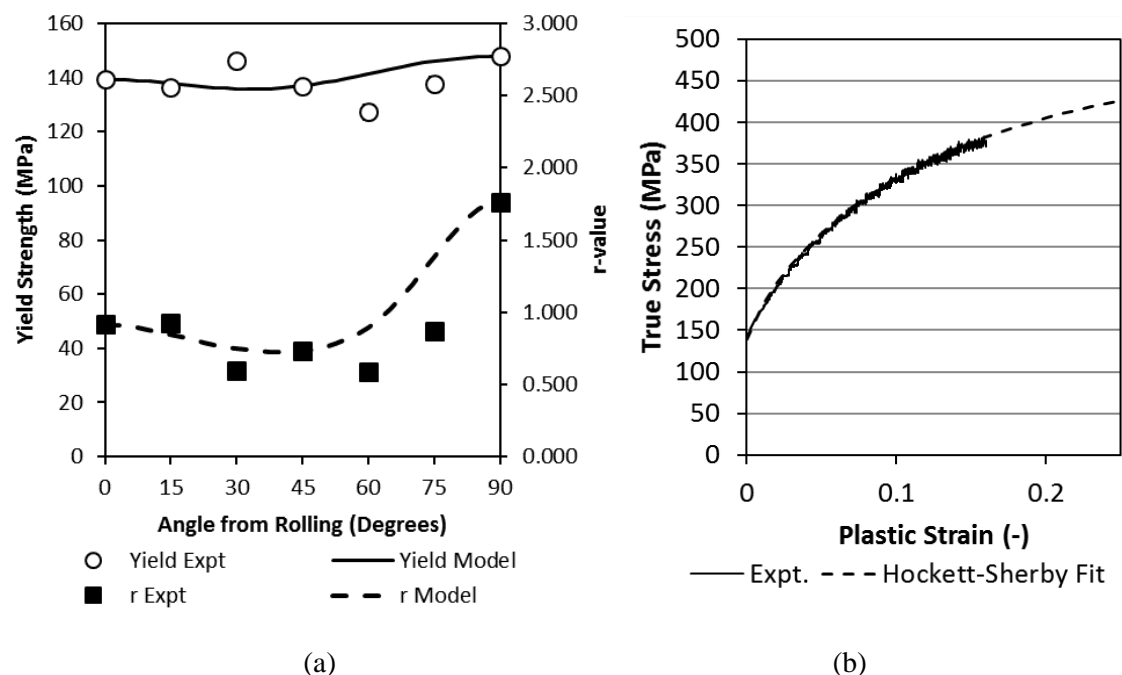 160
140
120
100
80
60
40
20
0
Yield Strength (MPa)
3.000
2.500
2.000
1.500
1.000
0.500
0.000
r-value
0 15 30 45 60 75 90
Angle from Rolling (Degrees)
Yield Expt Yield Model
r Expt r Model
(a)
500
450
400
350
300
250
200
150
100
50
0
True Stress (MPa)
0 0.1 0.2
Plastic Strain (-)
Expt. Hockett-Sherby Fit
(b)